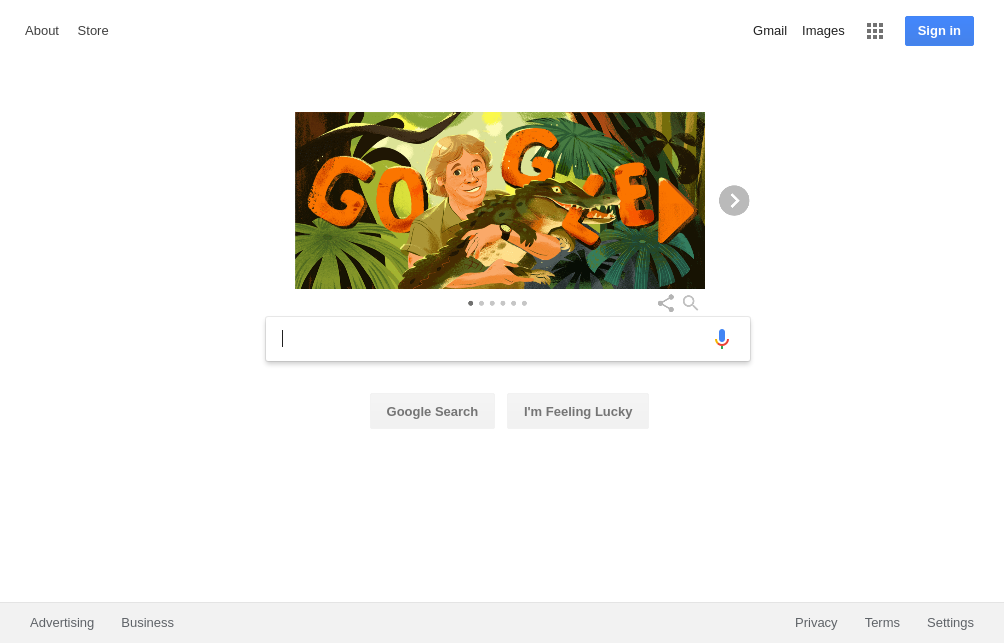 About Store Gmail Images Sign in
GOOGLE
Google Search I'm Feeling Lucky
Advertising Business Privacy Terms Settings